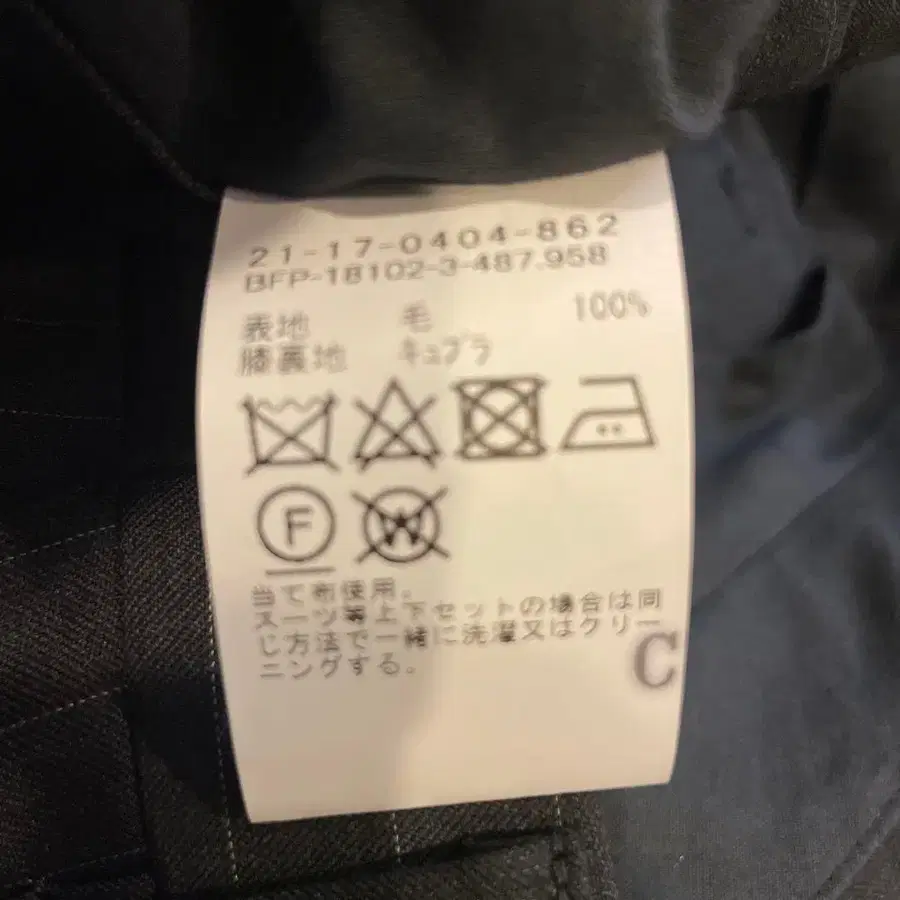 21-17-0404-862
BFP-18102-3-487.958
表地 毛 100%
膝裏地 キュプラ
F W
当て布使用.
スーツ等上下セットの場合は同
じ方法で一緒に洗濯又はクリー
ニングする.
C